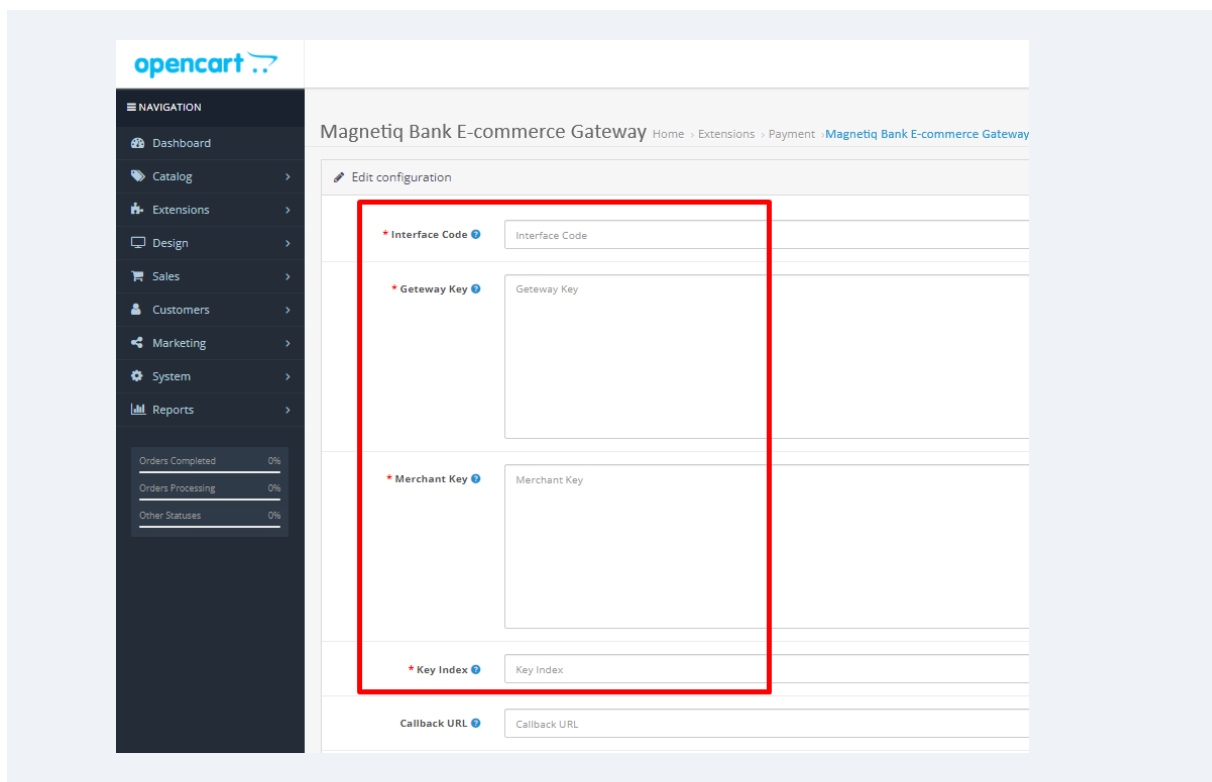 opencart
NAVIGATION
Dashboard
Catalog
Extensions
Design
Sales
Customers
Marketing
System
Reports
Orders Completed 0%
Orders Processing 0%
Other Statuses 0%
Magnetiq Bank E-commerce Gateway Home › Extensions › Payment › Magnetiq Bank E-commerce Gateway
Edit configuration
* Interface Code ? Interface Code
* Geteway Key ? Geteway Key
* Merchant Key ? Merchant Key
* Key Index ? Key Index
Callback URL ? Callback URL